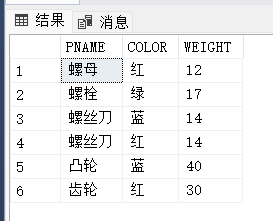 结果 消息
PNAME COLOR WEIGHT
1 螺母 红 12
2 螺栓 绿 17
3 螺丝刀 蓝 14
4 螺丝刀 红 14
5 凸轮 蓝 40
6 齿轮 红 30